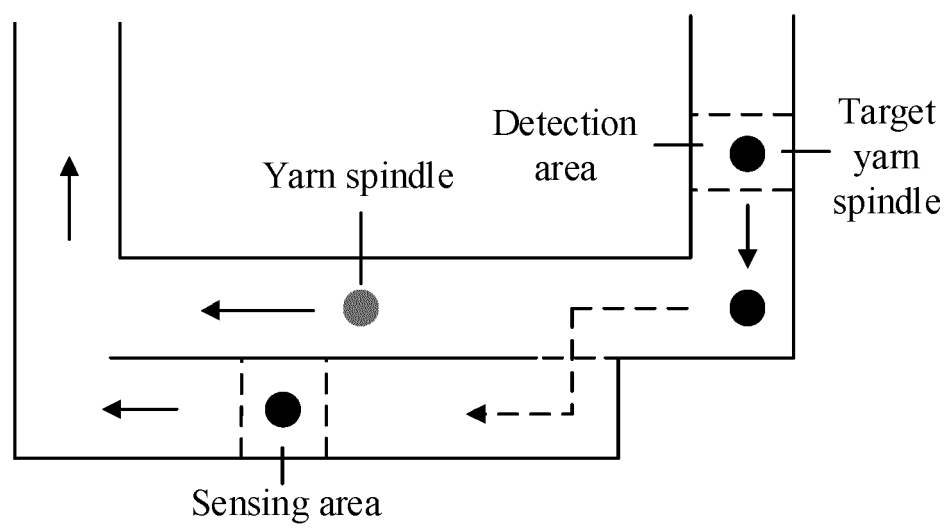 Detection
area
Target
yarn
spindle
Yarn spindle
Sensing area